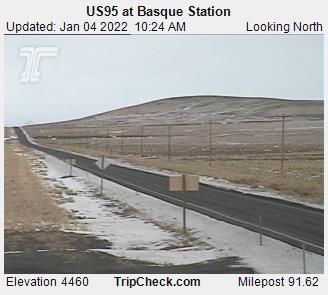 US95 at Basque Station
Updated: Jan 04 2022 10:24 AM Looking North
Elevation 4460 TripCheck.com Milepost 91.62